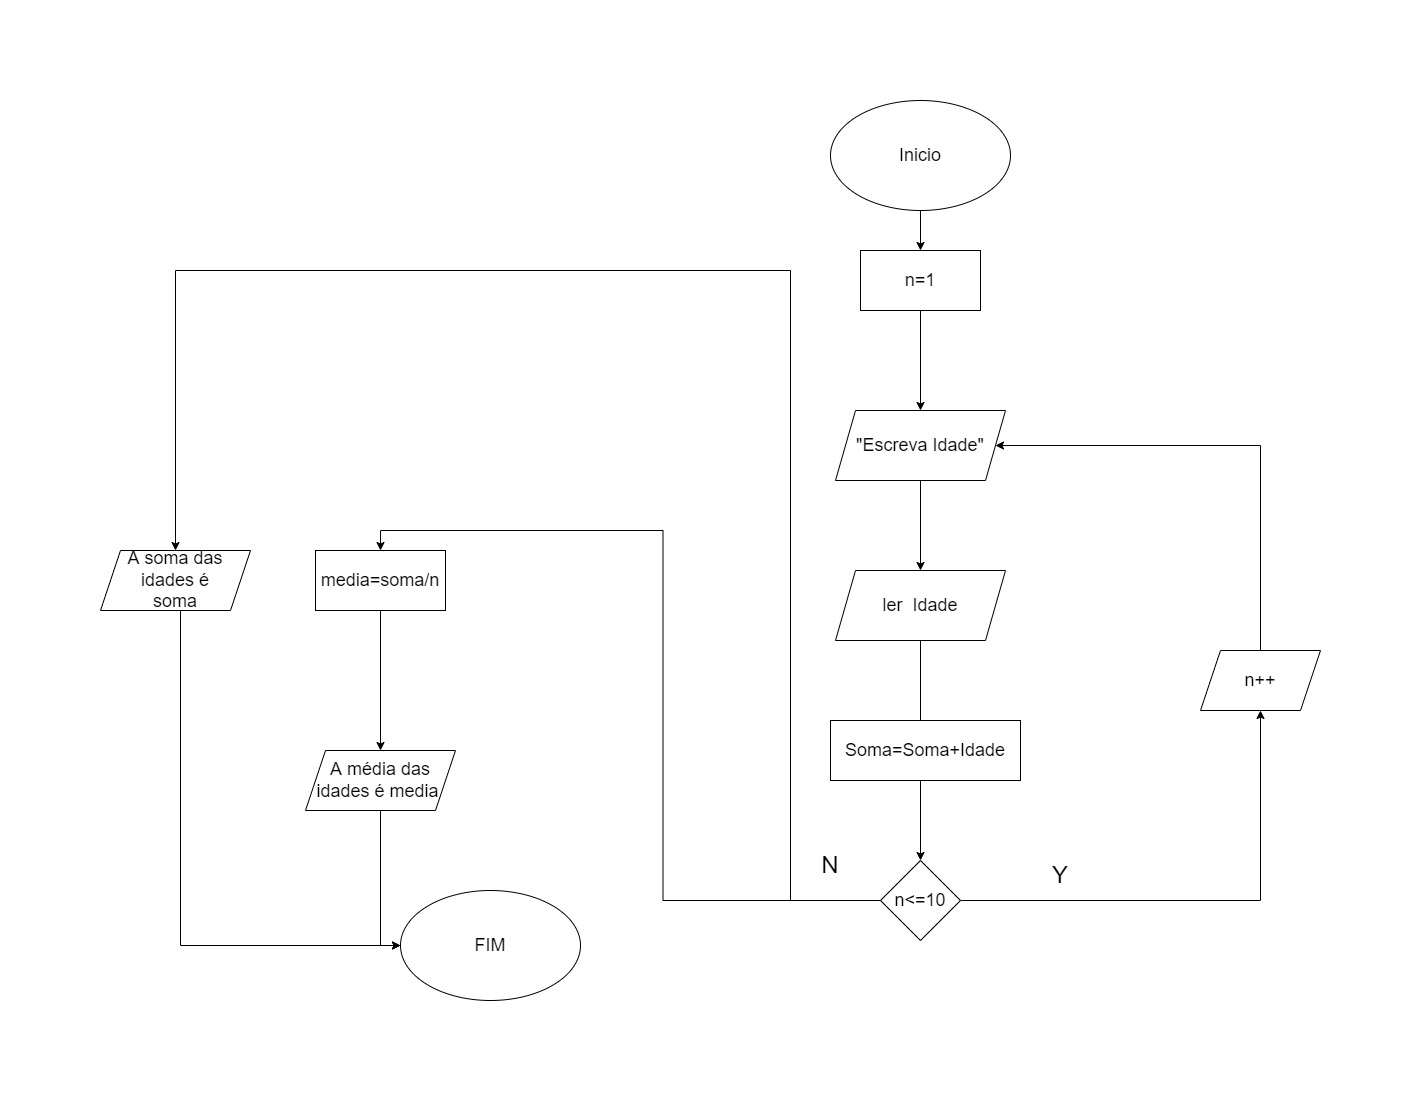 Inicio
n=1
"Escreva Idade"
ler  Idade
Soma=Soma+Idade
n<=10
N
Y
n++
A soma das
idades é
soma
media=soma/n
A média das
idades é media
FIM